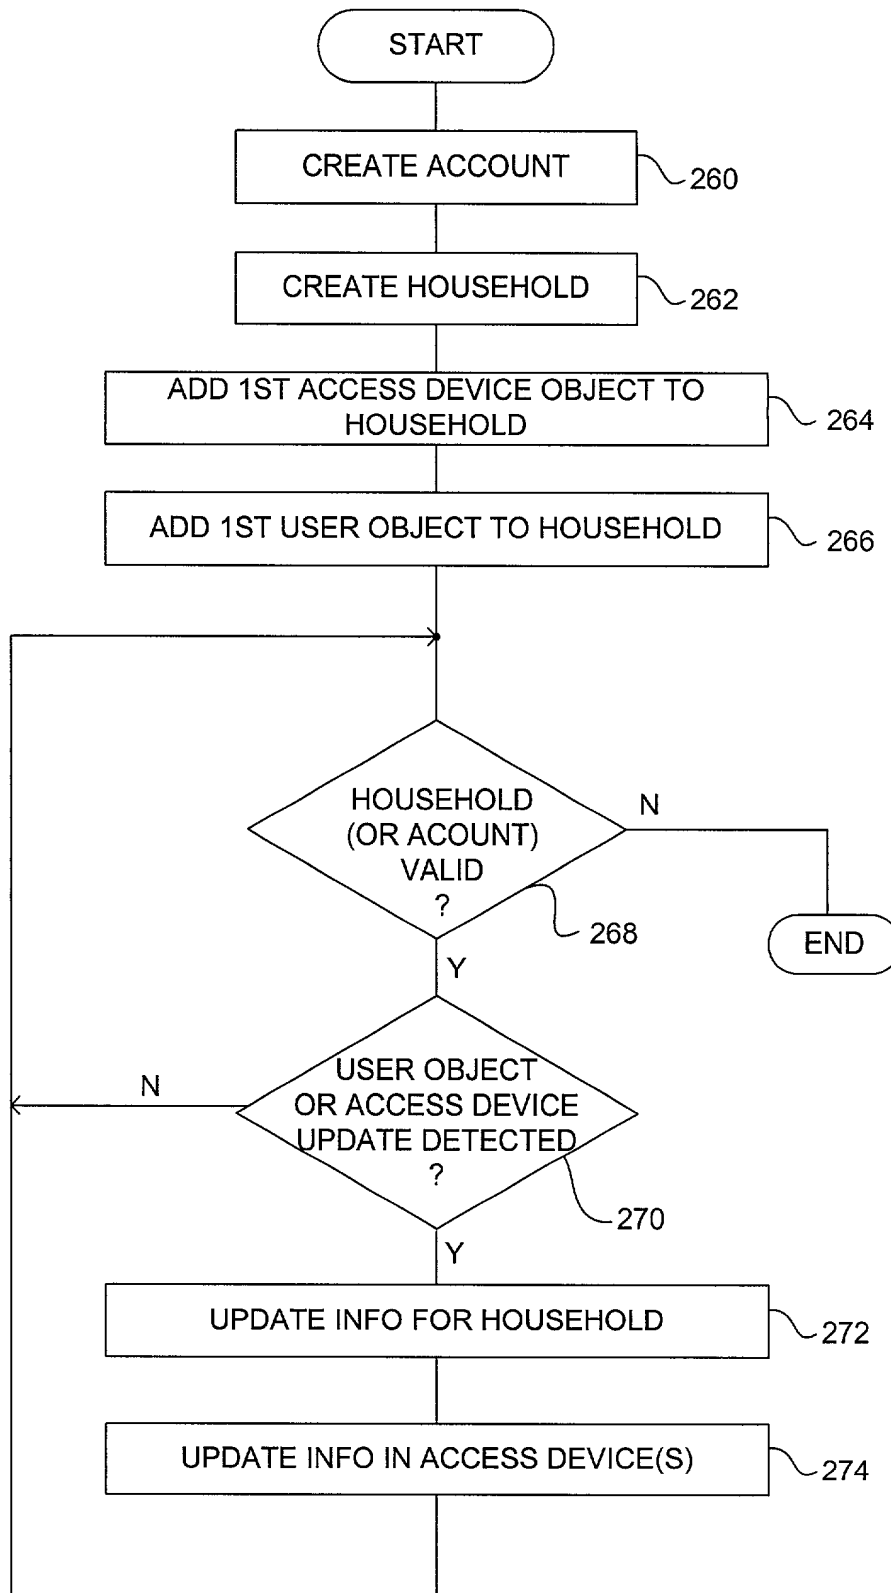 START
CREATE ACCOUNT
260
CREATE HOUSEHOLD
262
ADD 1ST ACCESS DEVICE OBJECT TO
HOUSEHOLD
264
ADD 1ST USER OBJECT TO HOUSEHOLD
266
HOUSEHOLD
(OR ACOUNT)
VALID
?
N
268
END
Y
USER OBJECT
OR ACCESS DEVICE
UPDATE DETECTED
?
N
270
Y
UPDATE INFO FOR HOUSEHOLD
272
UPDATE INFO IN ACCESS DEVICE(S)
274